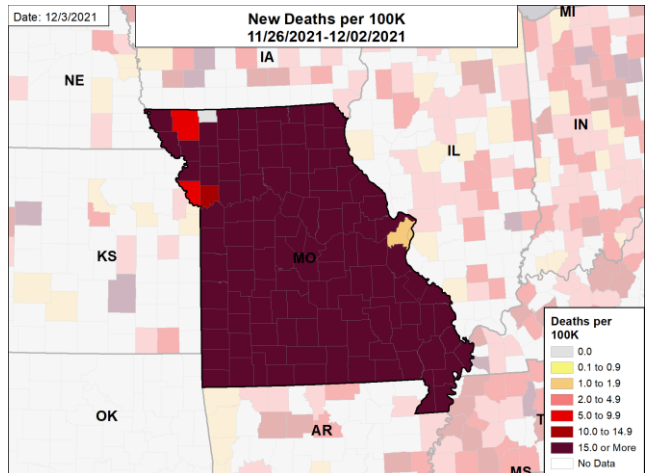 Date: 12/3/2021
New Deaths per 100K
11/26/2021-12/02/2021
MI
IA
NE
IN
IL
KS
MO
OK
AR
MS
T
Deaths per
100K
0.0
0.1 to 0.9
1.0 to 1.9
2.0 to 4.9
5.0 to 9.9
10.0 to 14.9
15.0 or More
No Data